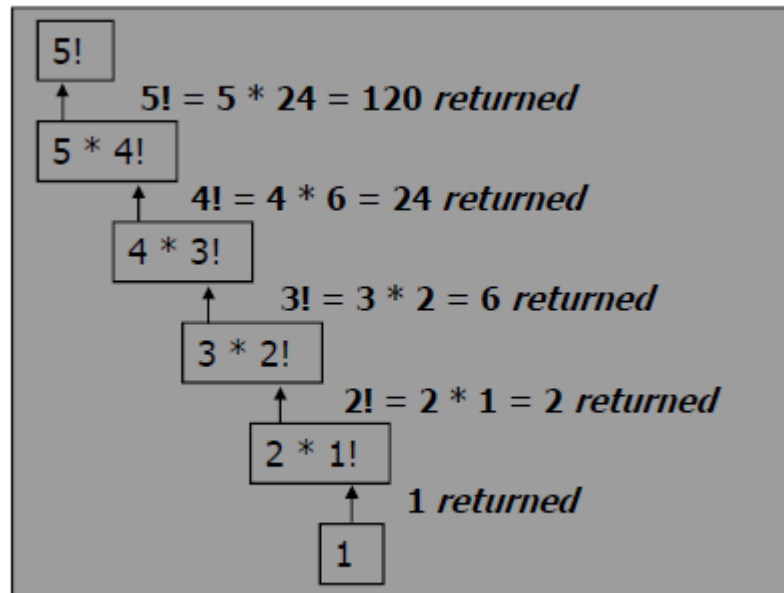 5!
5! = 5 * 24 = 120 returned
5 * 4!
4! = 4 * 6 = 24 returned
4 * 3!
3! = 3 * 2 = 6 returned
3 * 2!
2! = 2 * 1 = 2 returned
2 * 1!
1 returned
1